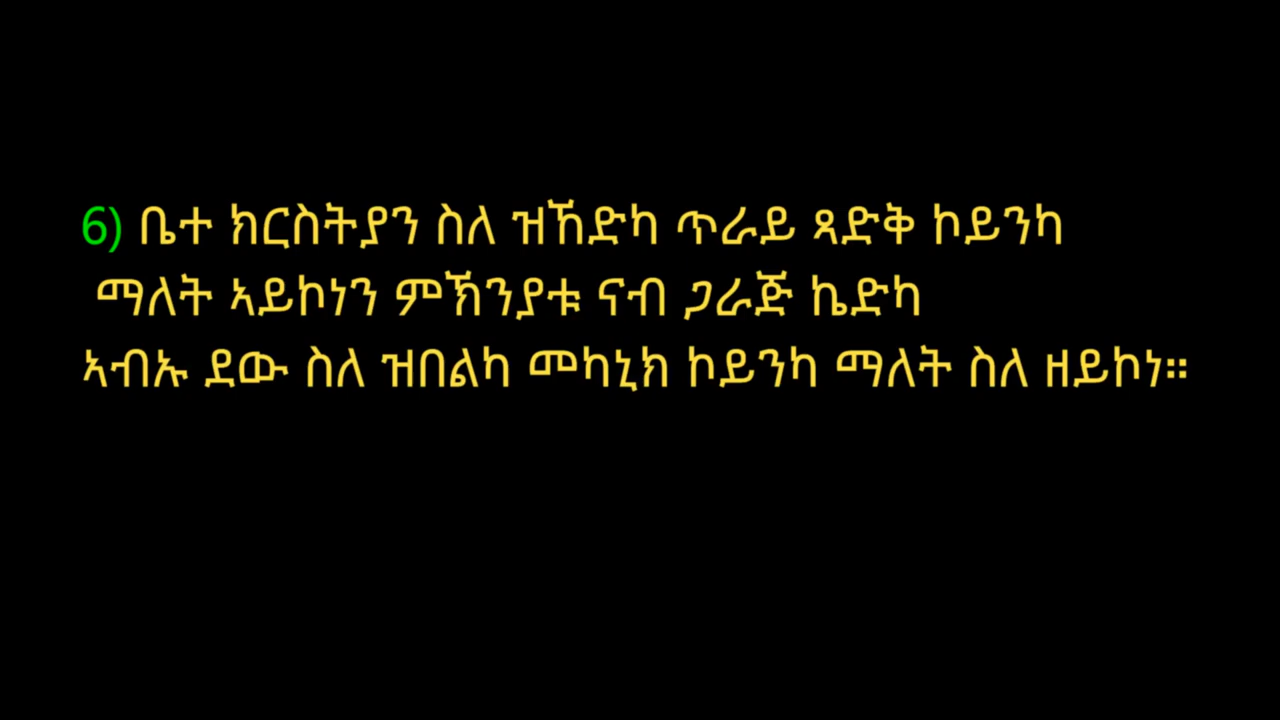 6) ቤተ ክርስትያን ስለ ዝኸድካ ጥራይ ጻድቅ ኮይንካ
ማለት ኣይኮነን ምኽንያቱ ናብ ጋራጅ ኬድካ
ኣብኡ ደው ስለ ዝበልካ መካኒክ ኮይንካ ማለት ስለ ዘይኮነ።